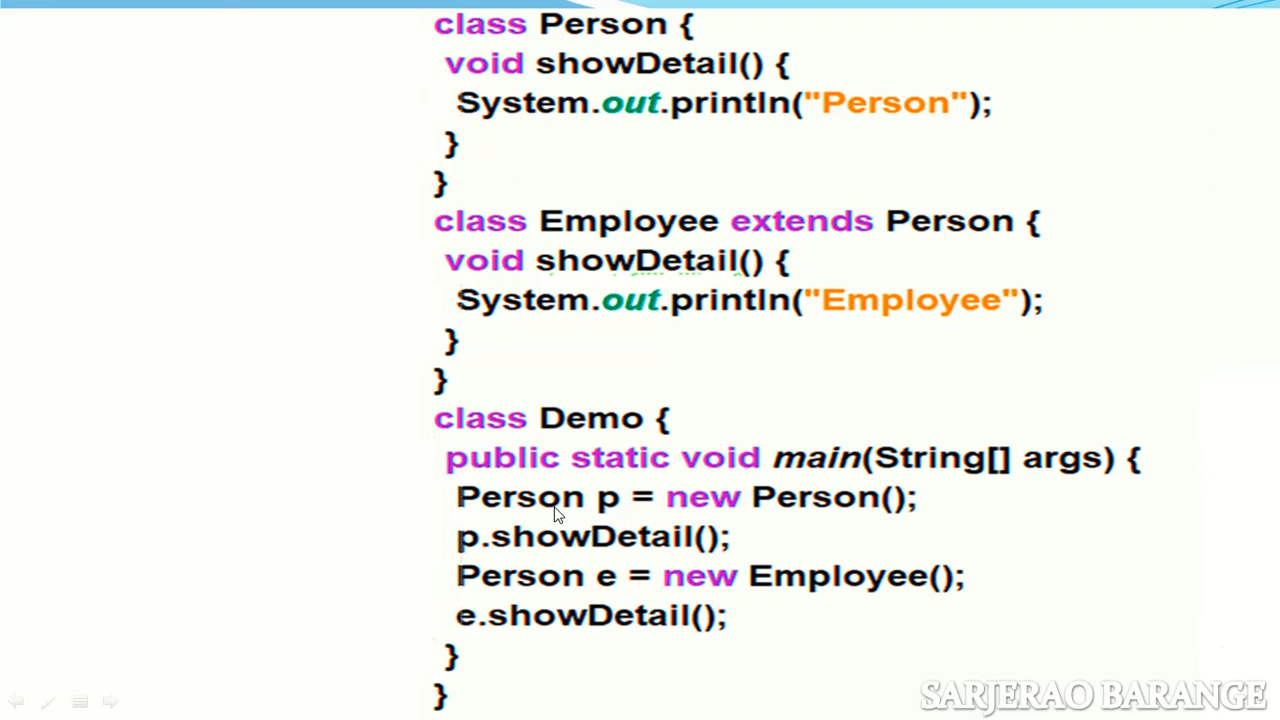 class Person {
void showDetail() {
System.out.println("Person");
}
}
class Employee extends Person {
void showDetail() {
System.out.println("Employee");
}
}
class Demo {
public static void main(String[] args) {
Person p = new Person();
p.showDetail();
Person e = new Employee();
e.showDetail();
}
}
SARJERAO BARANGE